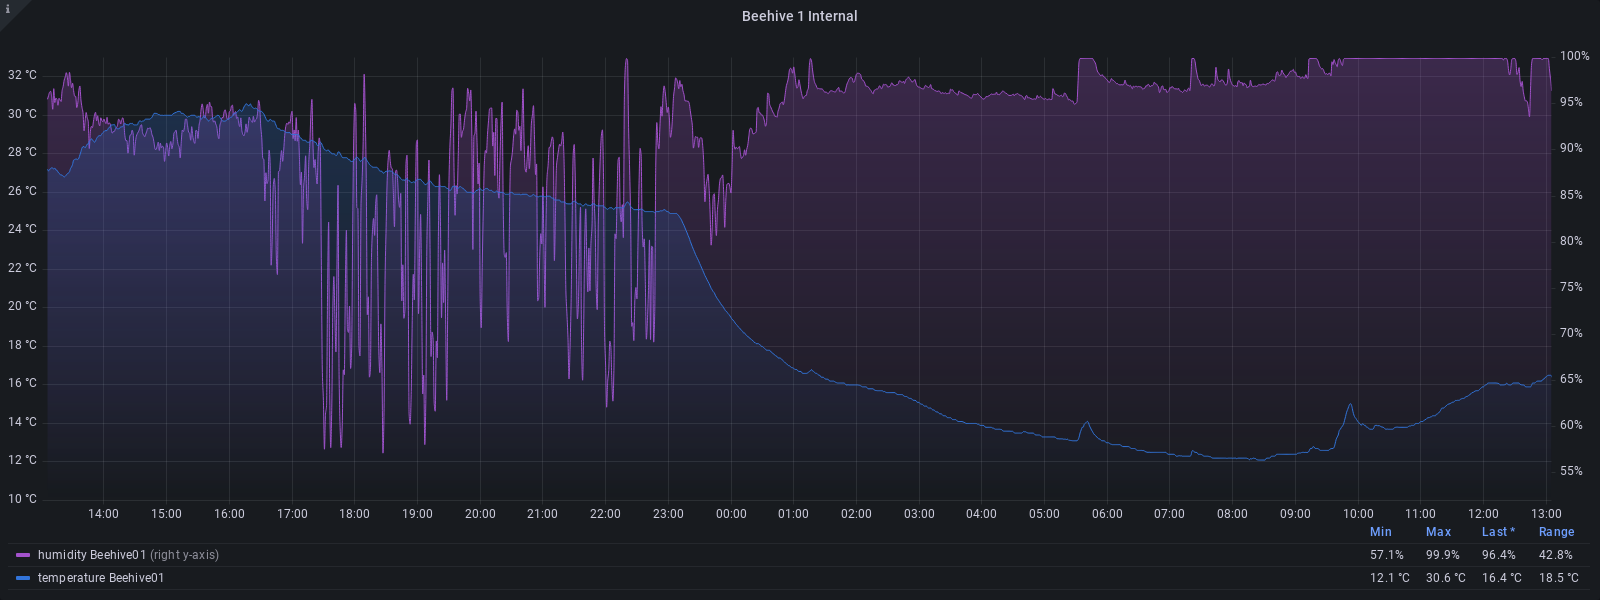 i
Beehive 1 Internal
32 °C
30 °C
28 °C
26 °C
24 °C
22 °C
20 °C
18 °C
16 °C
14 °C
12 °C
10 °C
100%
95%
90%
85%
80%
75%
70%
65%
60%
55%
14:00 15:00 16:00 17:00 18:00 19:00 20:00 21:00 22:00 23:00 00:00 01:00 02:00 03:00 04:00 05:00 06:00 07:00 08:00 09:00 10:00 11:00 12:00 13:00
Min Max Last * Range
humidity Beehive01 (right y-axis) 57.1% 99.9% 96.4% 42.8%
temperature Beehive01 12.1 °C 30.6 °C 16.4 °C 18.5 °C